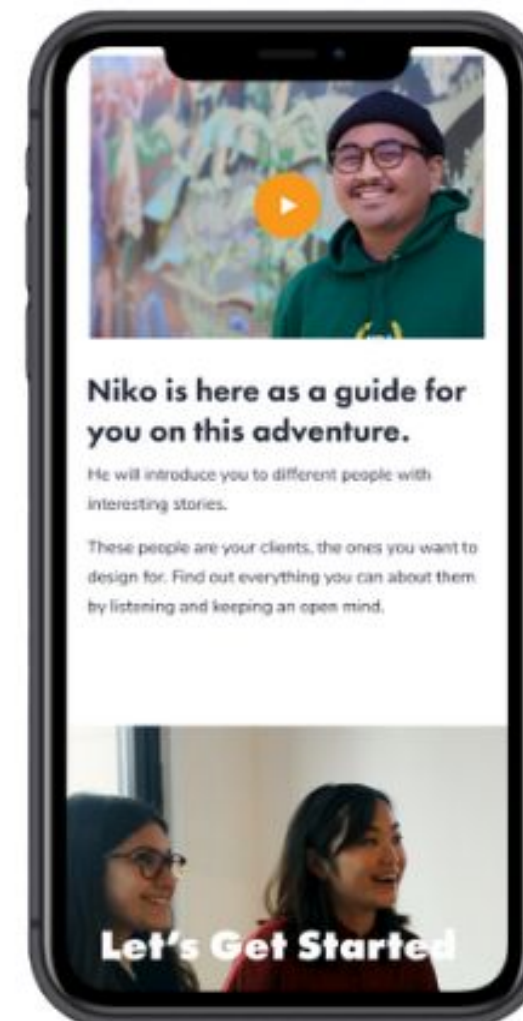 Niko is here as a guide for
you on this adventure.
He will introduce you to different people with
interesting stories.
These people are your clients, the ones you want to
design for. Find out everything you can about them
by listening and keeping an open mind.
Let's Get Started